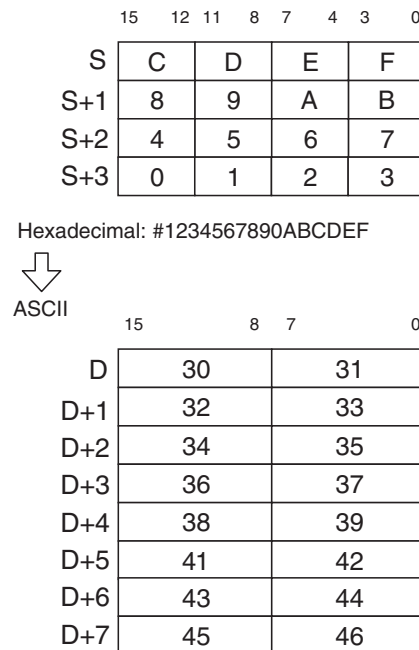 15 12 11 8 7 4 3 0
S C D E F
S+1 8 9 A B
S+2 4 5 6 7
S+3 0 1 2 3
Hexadecimal: #1234567890ABCDEF
ASCII
15 8 7 0
D 30 31
D+1 32 33
D+2 34 35
D+3 36 37
D+4 38 39
D+5 41 42
D+6 43 44
D+7 45 46